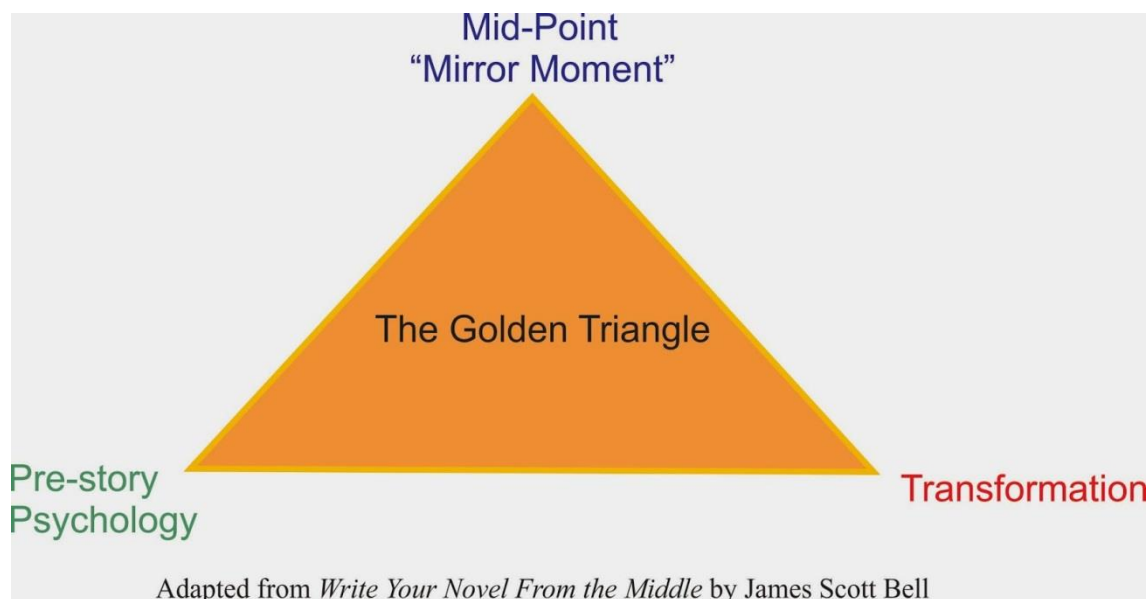 Mid-Point
“Mirror Moment”
The Golden Triangle
Pre-story
Psychology
Transformation
Adapted from Write Your Novel From the Middle by James Scott Bell